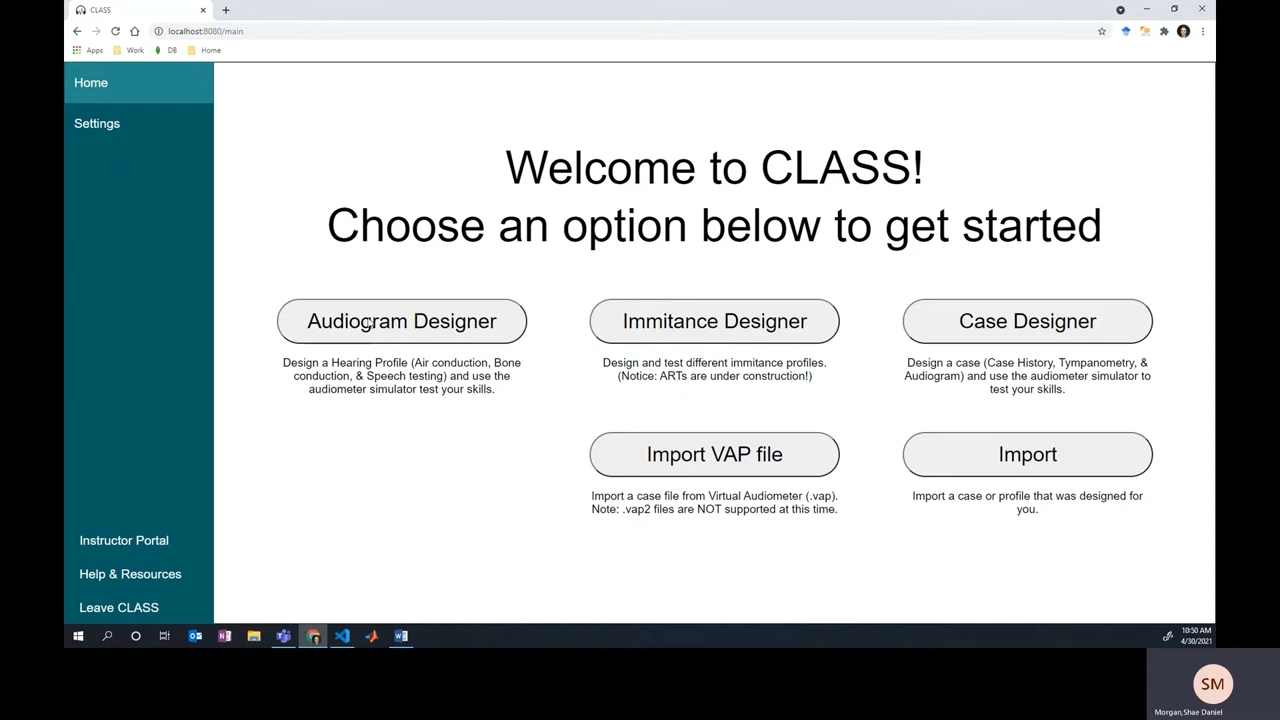 CLASS
localhost:8080/main
Apps
Work
DB
Home
Home
Settings
Welcome to CLASS!
Choose an option below to get started
Audiogram Designer
Design a Hearing Profile (Air conduction, Bone
conduction, & Speech testing) and use the
audiometer simulator test your skills.
Immitance Designer
Design and test different immitance profiles.
(Notice: ARTs are under construction!)
Case Designer
Design a case (Case History, Tympanometry, &
Audiogram) and use the audiometer simulator to
test your skills.
Import VAP file
Import a case file from Virtual Audiometer (.vap).
Note: .vap2 files are NOT supported at this time.
Import
Import a case or profile that was designed for
you.
Instructor Portal
Help & Resources
Leave CLASS
10:50 AM
4/30/2021
SM
Morgan,Shae Daniel